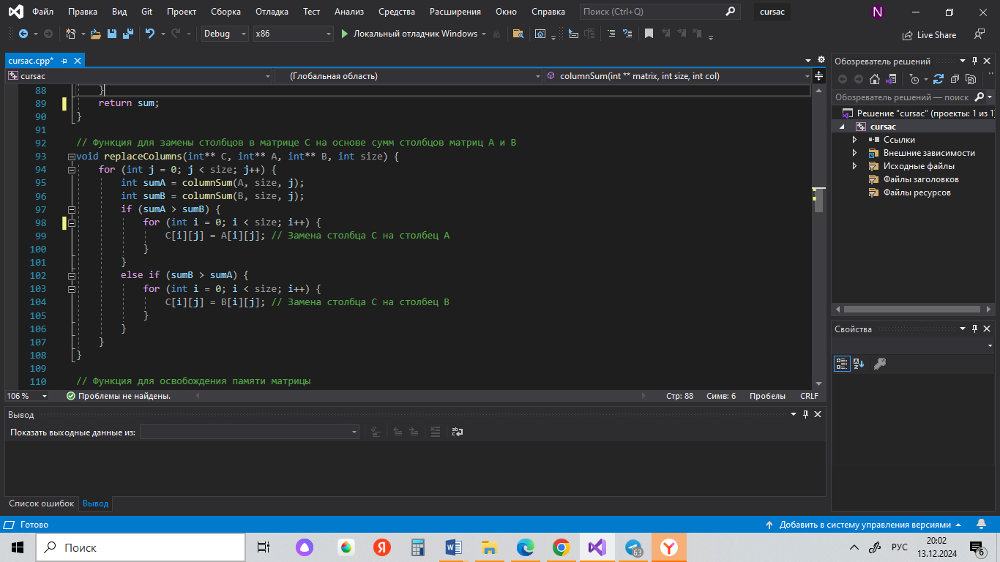 Файл Правка Вид Git Проект Сборка Отладка Тест Анализ Средства Расширения Окно Справка Поиск (Ctrl+Q) cursac N
Debug x86 Локальный отладчик Windows Live Share
cursac.cpp*
cursac (Глобальная область) columnSum(int ** matrix, int size, int col)
88 }
89 return sum;
90 }
91
92 // Функция для замены столбцов в матрице C на основе сумм столбцов матриц A и B
93 void replaceColumns(int** C, int** A, int** B, int size) {
94 for (int j = 0; j < size; j++) {
95 int sumA = columnSum(A, size, j);
96 int sumB = columnSum(B, size, j);
97 if (sumA > sumB) {
98 for (int i = 0; i < size; i++) {
99 C[i][j] = A[i][j]; // Замена столбца C на столбец A
100 }
101 }
102 else if (sumB > sumA) {
103 for (int i = 0; i < size; i++) {
104 C[i][j] = B[i][j]; // Замена столбца C на столбец B
105 }
106 }
107 }
108 }
109
110 // Функция для освобождения памяти матрицы
106 % Проблемы не найдены. Стр: 88 Симв: 6 Пробелы CRLF
Вывод
Показать выходные данные из:
Список ошибок Вывод
Обозреватель решений
Обозреватель решений — поиск
Решение "cursac" (проекты: 1 из 1
cursac
Ссылки
Внешние зависимости
Исходные файлы
Файлы заголовков
Файлы ресурсов
Свойства
Готово Добавить в систему управления версиями
Поиск
63
РУС
20:02
13.12.2024
6